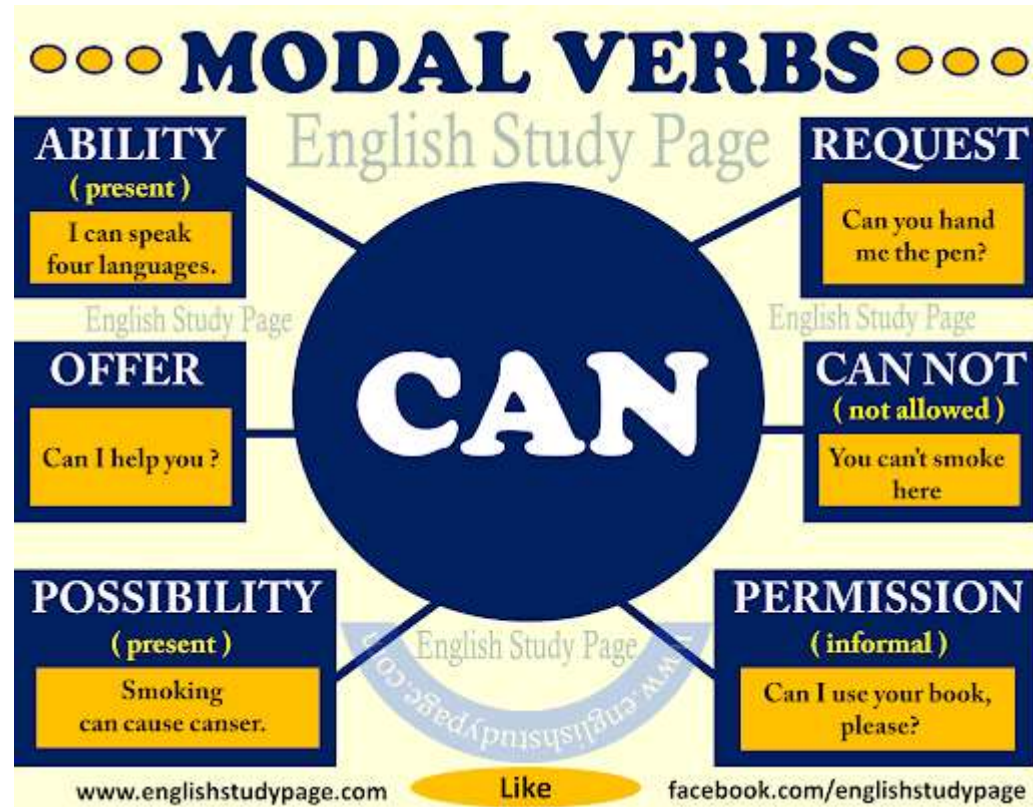 MODAL VERBS
English Study Page
ABILITY
( present )
I can speak
four languages.
REQUEST
Can you hand
me the pen?
English Study Page
English Study Page
OFFER
Can I help you ?
CAN
CAN NOT
( not allowed )
You can't smoke
here
POSSIBILITY
( present )
Smoking
can cause canser.
PERMISSION
( informal )
Can I use your book,
please?
English Study Page
www.englishstudypage.com
Like
facebook.com/englishstudypage